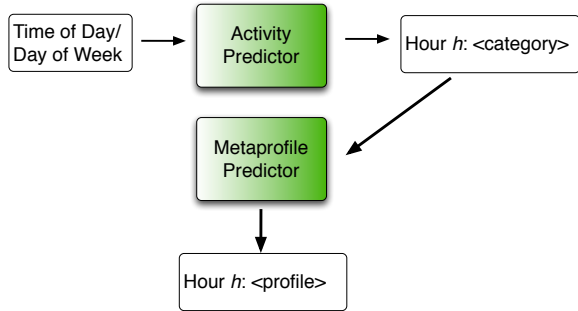 Time of Day/
Day of Week
Activity
Predictor
Hour h: <category>
Metaprofile
Predictor
Hour h: <profile>